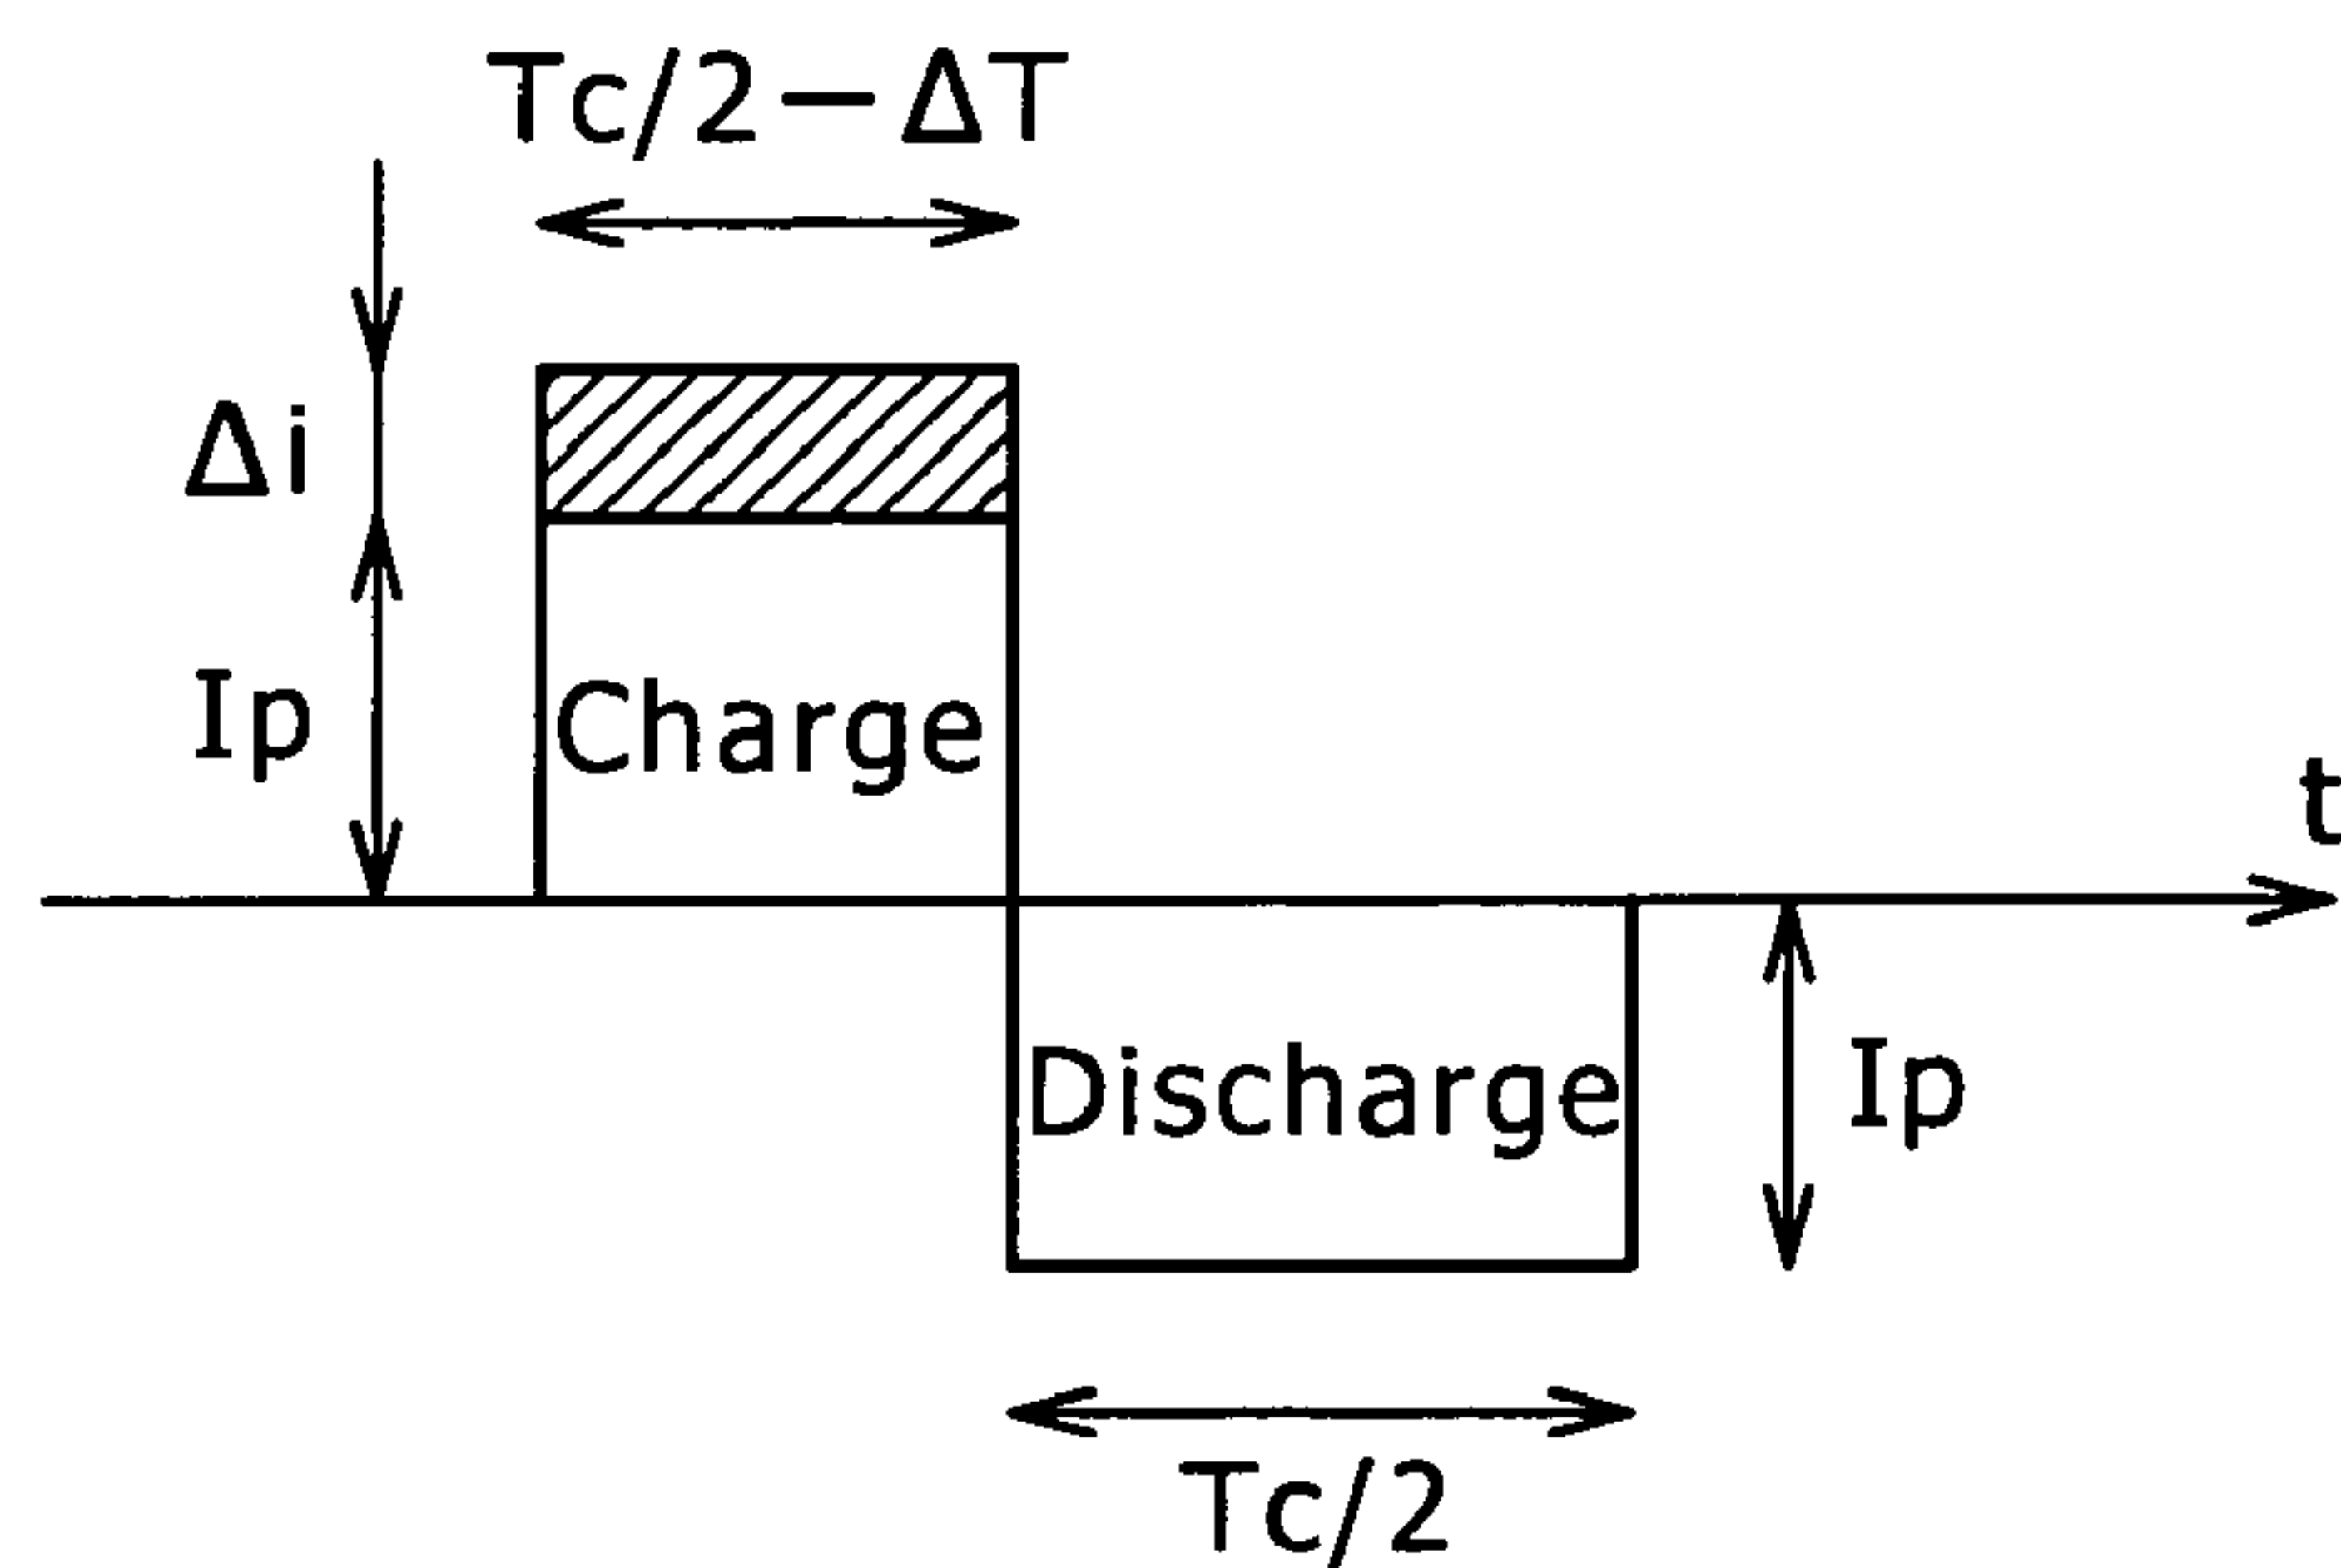 Tc/2−ΔT
Δi
Ip
Charge
t
Discharge
Ip
Tc/2